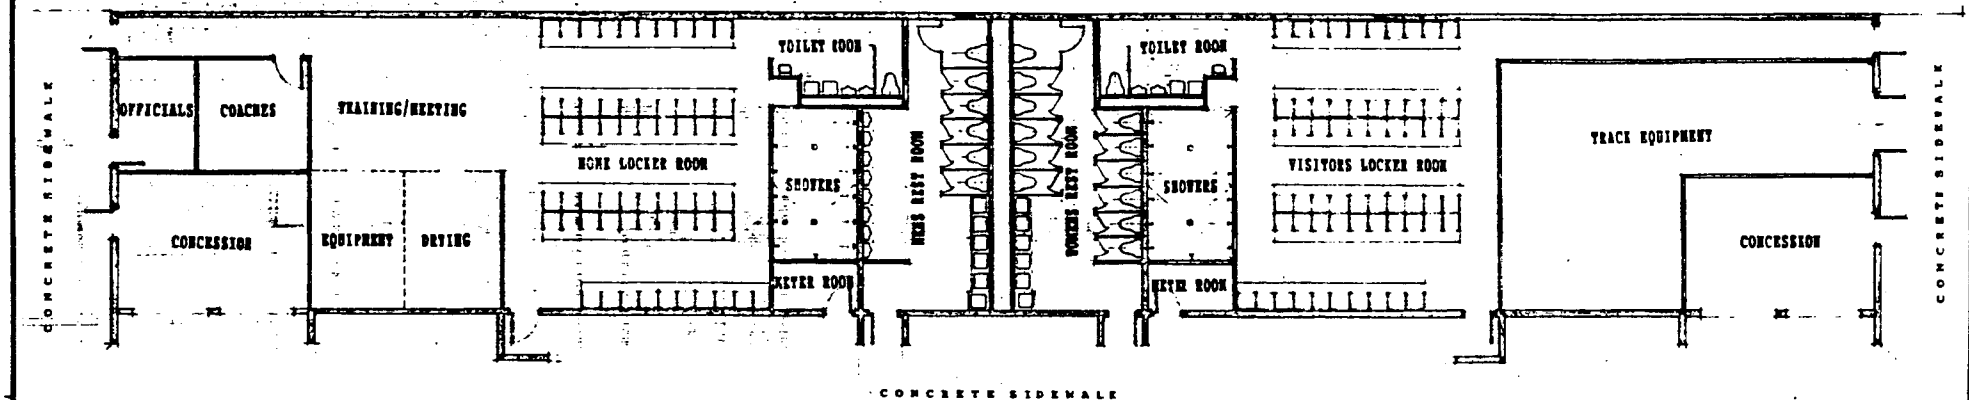 TOILET ROOM
TOILET ROOM
OFFICIALS
COACHES
TRAINING/MEETING
TRACK EQUIPMENT
HOME LOCKER ROOM
VISITORS LOCKER ROOM
SHOWERS
SHOWERS
MENS REST ROOM
WOMENS REST ROOM
CONCESSION
EQUIPMENT
DRYING
CONCESSION
METER ROOM
METER ROOM
CONCRETE SIDEWALK
CONCRETE SIDEWALK
CONCRETE SIDEWALK